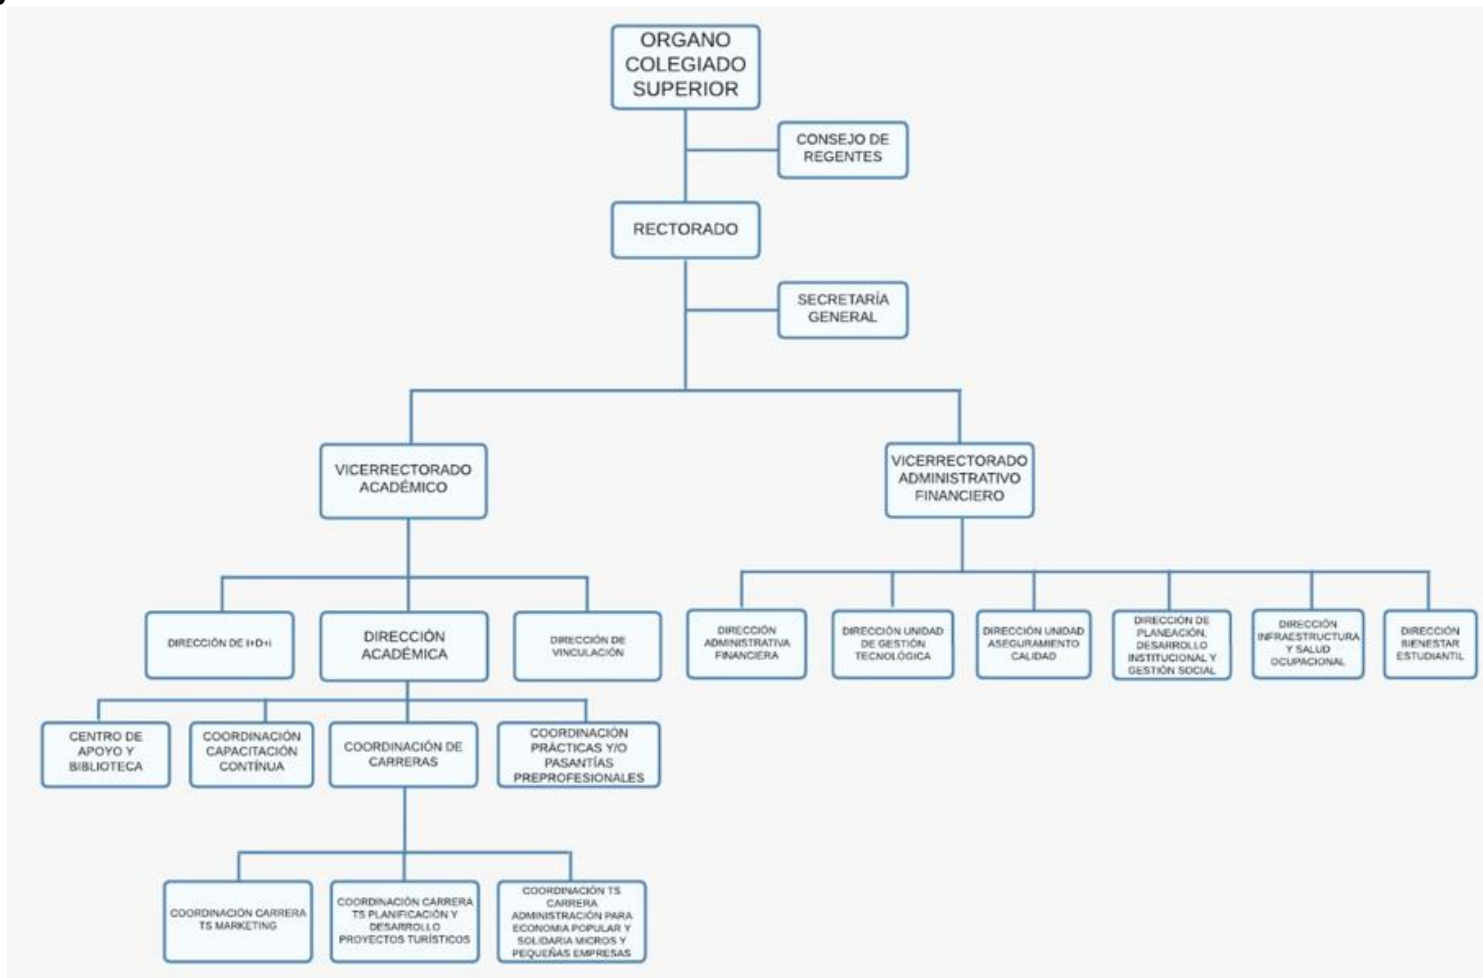 ORGANO
COLEGIADO
SUPERIOR
CONSEJO DE
REGENTES
RECTORADO
SECRETARÍA
GENERAL
VICERRECTORADO
ACADÉMICO
VICERRECTORADO
ADMINISTRATIVO
FINANCIERO
DIRECCIÓN DE I+D+i
DIRECCIÓN
ACADÉMICA
DIRECCIÓN DE
VINCULACIÓN
DIRECCIÓN
ADMINISTRATIVA
FINANCIERA
DIRECCIÓN UNIDAD
DE GESTIÓN
TECNOLÓGICA
DIRECCIÓN UNIDAD
ASEGURAMIENTO
CALIDAD
DIRECCIÓN DE
PLANEACIÓN,
DESARROLLO
INSTITUCIONAL Y
GESTIÓN SOCIAL
DIRECCIÓN
INFRAESTRUCTURA
Y SALUD
OCUPACIONAL
DIRECCIÓN
BIENESTAR
ESTUDIANTIL
CENTRO DE
APOYO Y
BIBLIOTECA
COORDINACIÓN
CAPACITACIÓN
CONTÍNUA
COORDINACIÓN DE
CARRERAS
COORDINACIÓN
PRÁCTICAS Y/O
PASANTÍAS
PREPROFESIONALES
COORDINACIÓN CARRERA
TS MARKETING
COORDINACIÓN CARRERA
TS PLANIFICACIÓN Y
DESARROLLO
PROYECTOS TURÍSTICOS
COORDINACIÓN TS
CARRERA
ADMINISTRACIÓN PARA
ECONOMIA POPULAR Y
SOLIDARIA MICROS Y
PEQUEÑAS EMPRESAS